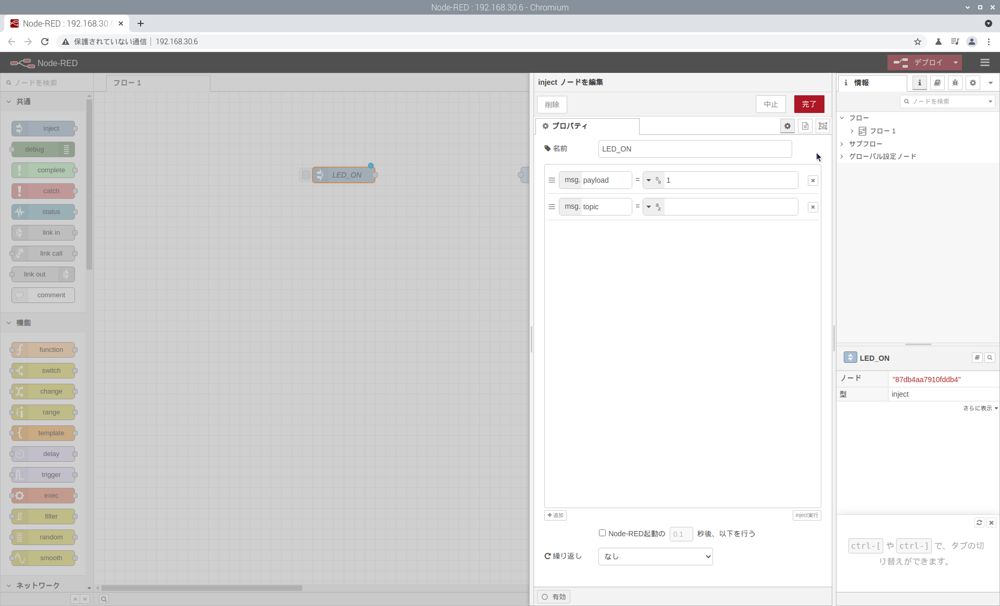 Node-RED : 192.168.30.6 - Chromium
Node-RED : 192.168.30.6
保護されていない通信 192.168.30.6
Node-RED
デプロイ
ノードを検索
共通
inject
debug
complete
catch
status
link in
link call
link out
comment
機能
function
switch
change
range
template
delay
trigger
exec
filter
random
smooth
ネットワーク
フロー 1
LED_ON
inject ノードを編集
削除
中止
完了
プロパティ
名前
LED_ON
msg. payload = 1
msg. topic =
追加
inject実行
Node-RED起動の 0.1 秒後、以下を行う
繰り返し
なし
有効
情報
ノードを検索
フロー
フロー 1
サブフロー
グローバル設定ノード
LED_ON
ノード "87db4aa7910fddb4"
型 inject
さらに表示
ctrl-[ や ctrl-] で、タブの切
り替えができます。